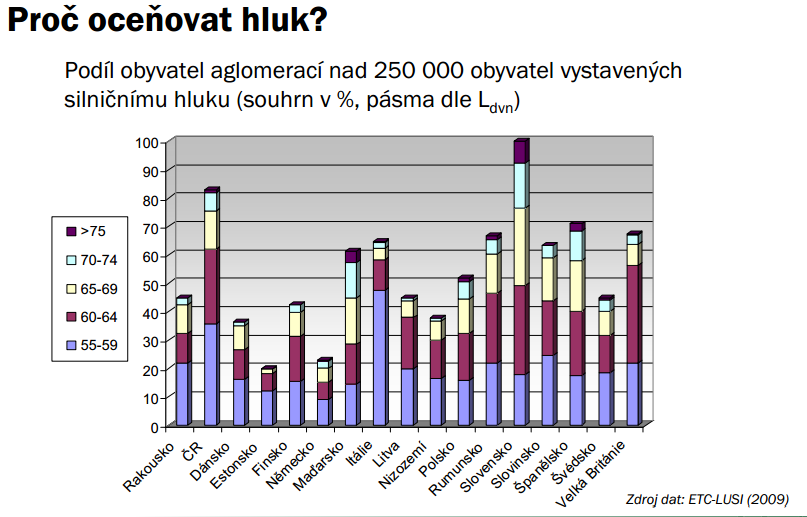 Proč oceňovat hluk?
Podíl obyvatel aglomerací nad 250 000 obyvatel vystavených
silničnímu hluku (souhrn v %, pásma dle Ldvn)
100
90
80
70
60
50
40
30
20
10
0
>75
70-74
65-69
60-64
55-59
Rakousko
ČR
Dánsko
Estonsko
Finsko
Německo
Maďarsko
Itálie
Litva
Nizozemí
Polsko
Rumunsko
Slovensko
Slovinsko
Španělsko
Švédsko
Velká Británie
Zdroj dat: ETC-LUSI (2009)